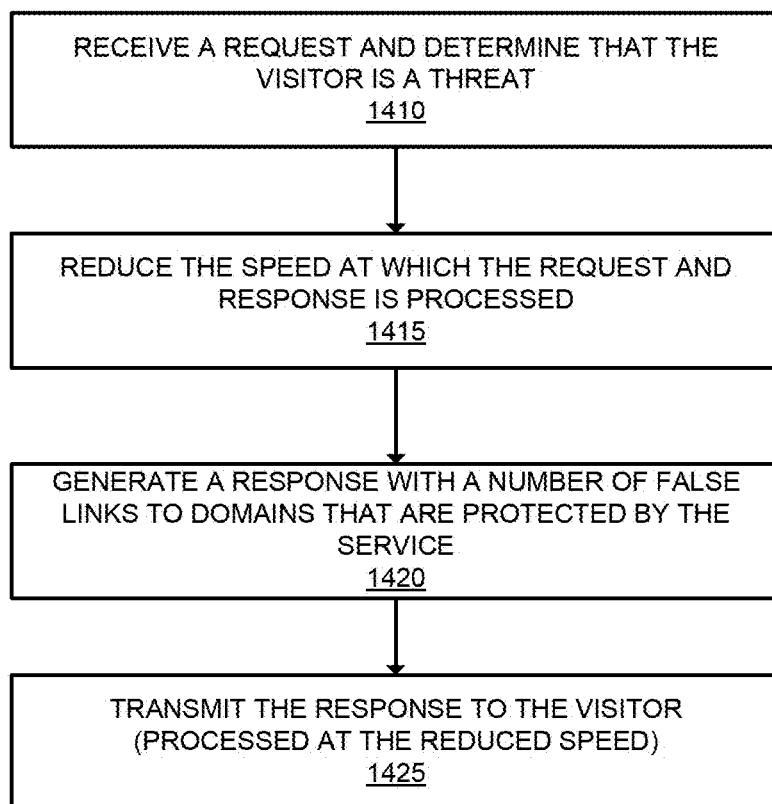 RECEIVE A REQUEST AND DETERMINE THAT THE
VISITOR IS A THREAT
1410
REDUCE THE SPEED AT WHICH THE REQUEST AND
RESPONSE IS PROCESSED
1415
GENERATE A RESPONSE WITH A NUMBER OF FALSE
LINKS TO DOMAINS THAT ARE PROTECTED BY THE
SERVICE
1420
TRANSMIT THE RESPONSE TO THE VISITOR
(PROCESSED AT THE REDUCED SPEED)
1425